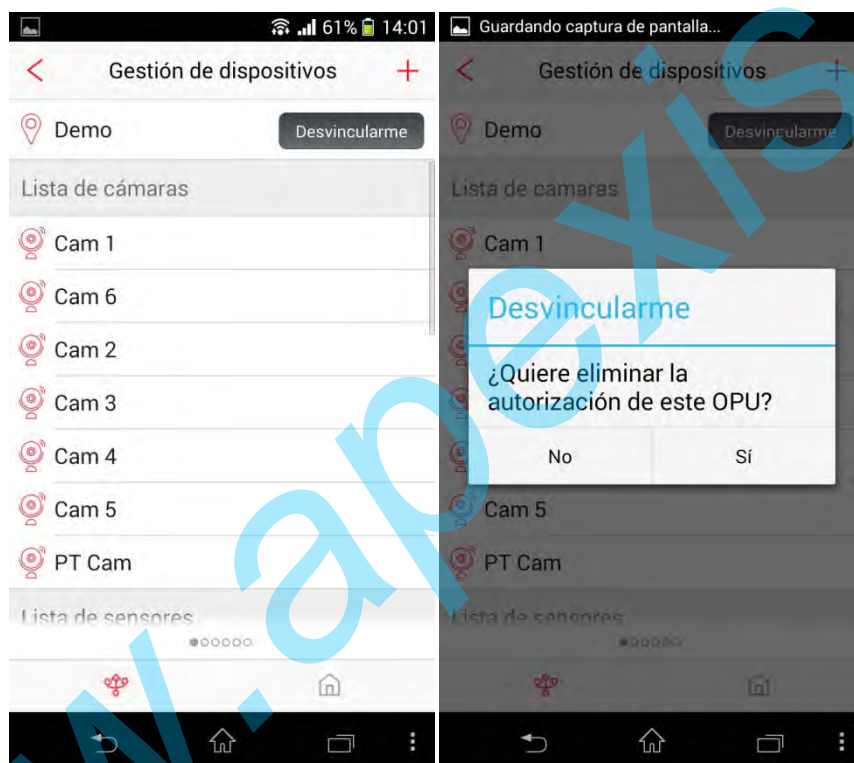 61% 14:01
Gestión de dispositivos
Demo
Desvincularme
Lista de cámaras
Cam 1
Cam 6
Cam 2
Cam 3
Cam 4
Cam 5
PT Cam
Lista de sensores
Guardando captura de pantalla...
Gestión de dispositivos
Demo
Desvincularme
Lista de cámaras
Cam 1
Desvincularme
¿Quiere eliminar la
autorización de este OPU?
No
Sí
Cam 5
PT Cam
Lista de sensores
w.apexis